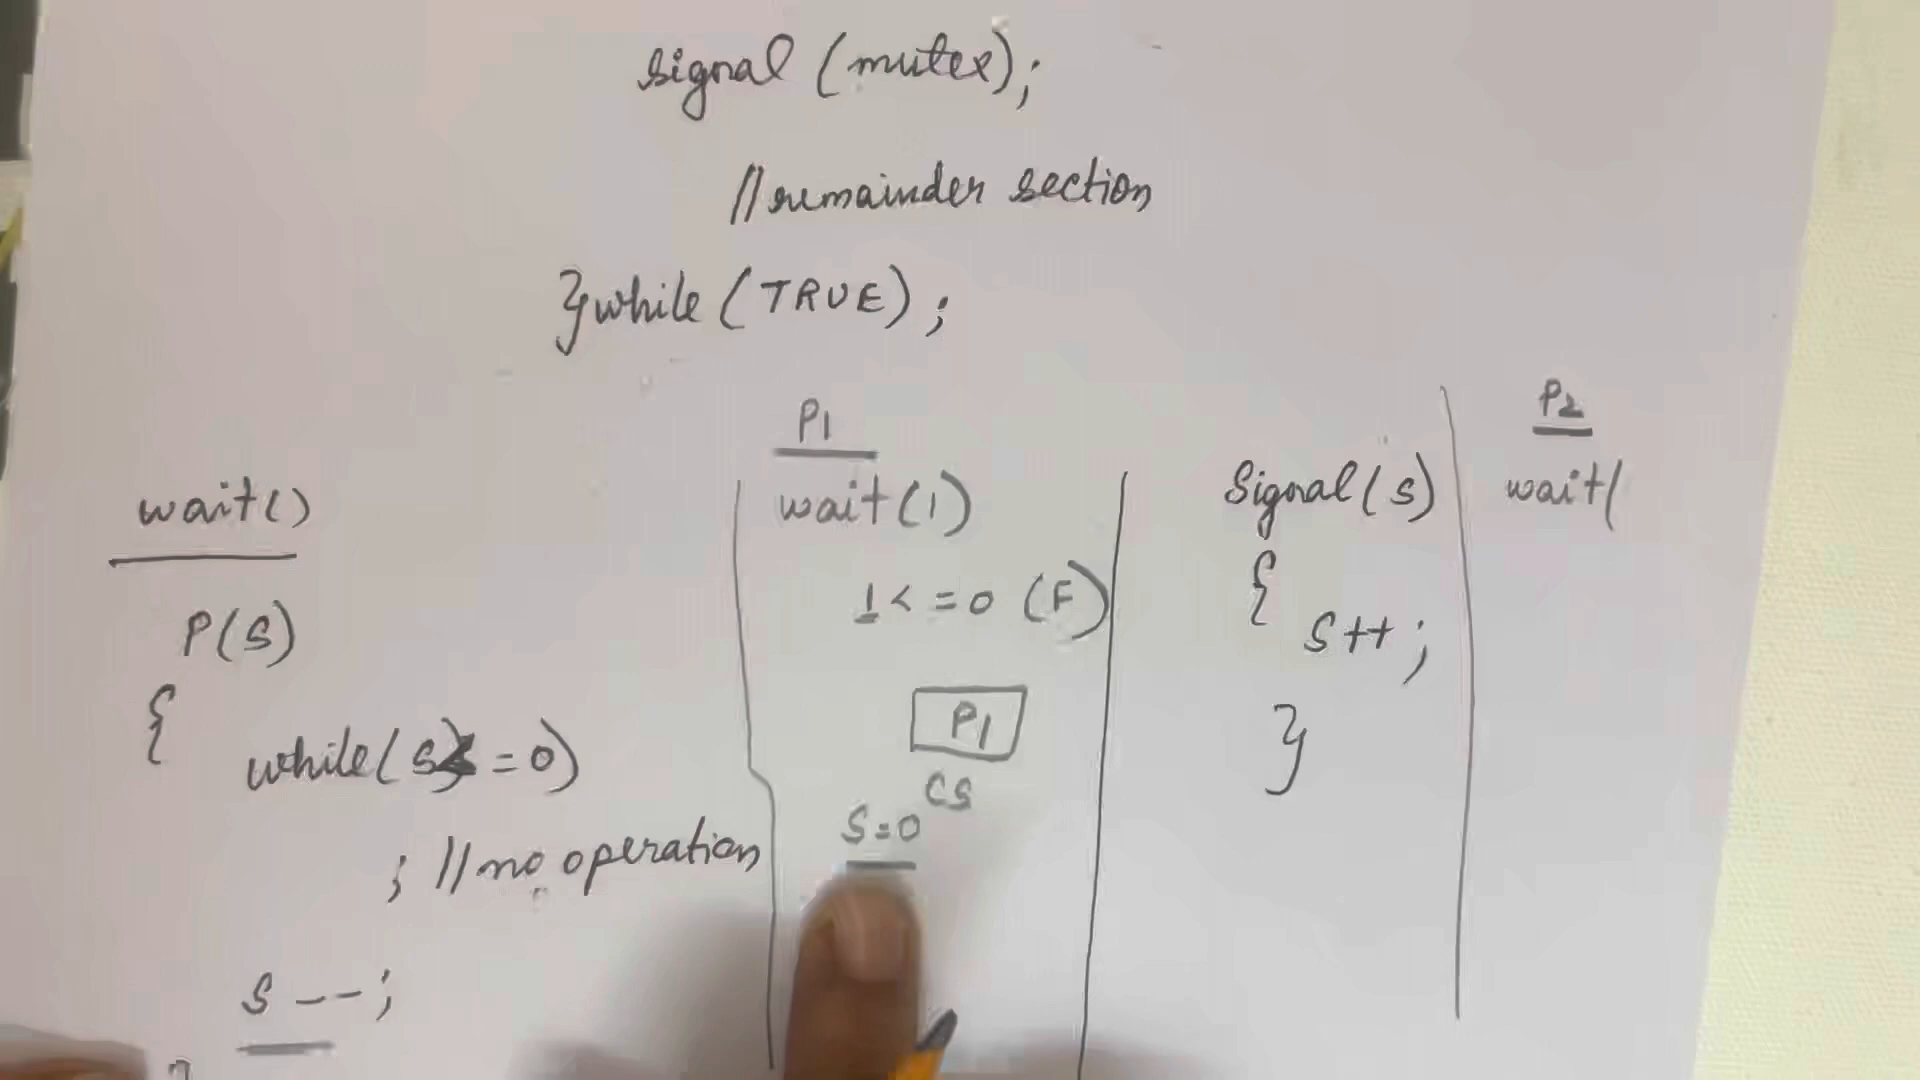 signal (mutex);
// remainder section
} while (TRUE);
wait()
P(S)
{
while(S<=0)
; // no operation
S--;
}
P1
wait(1)
1<=0 (F)
P1
CS
S=0
Signal(S)
{
S++;
}
P2
wait(